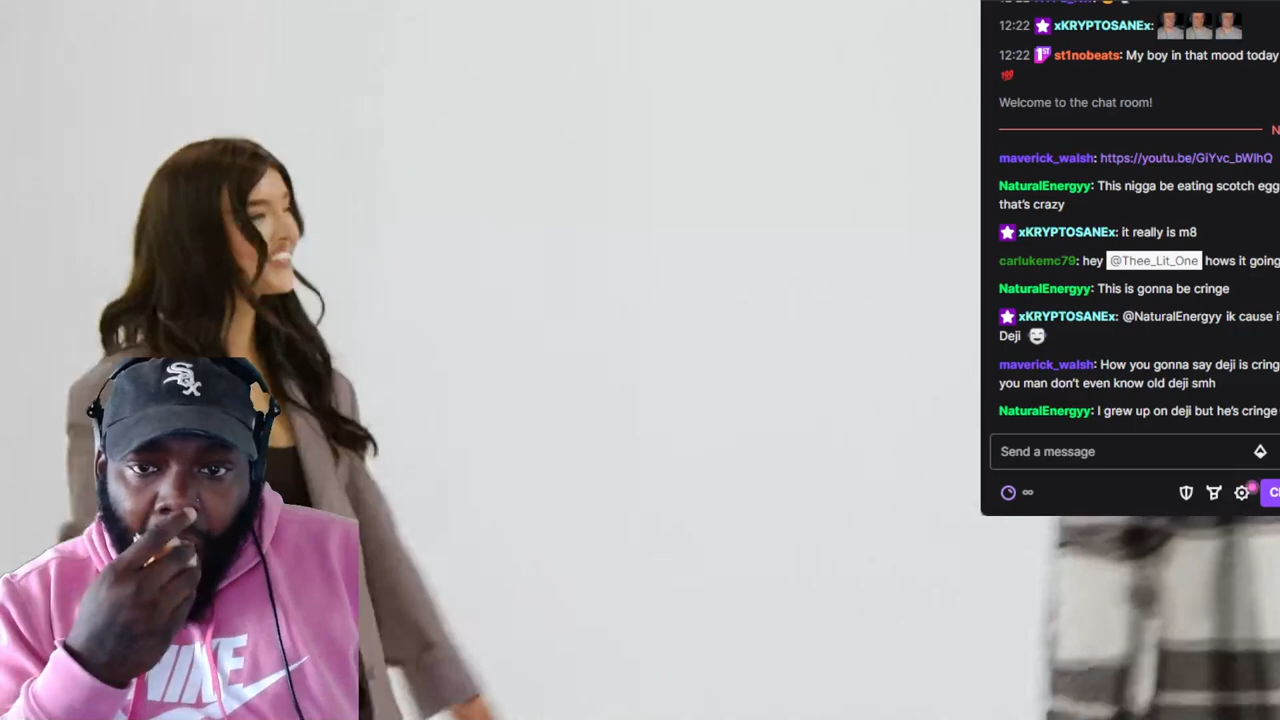 xKRYPTOSANEx:
12:22
st1nobeats: My boy in that mood today
12:22
💯
Welcome to the chat room!
maverick_walsh: https://youtu.be/GiYvc_bWlhQ
NaturalEnergyy: This nigga be eating scotch egg
that's crazy
xKRYPTOSANEx: it really is m8
carlukemc79: hey @Thee_Lit_One hows it going
NaturalEnergyy: This is gonna be cringe
xKRYPTOSANEx: @NaturalEnergyy ik cause i
Deji
maverick_walsh: How you gonna say deji is cring
you man don't even know old deji smh
NaturalEnergyy: I grew up on deji but he's cringe
Send a message
Sox
NIKE